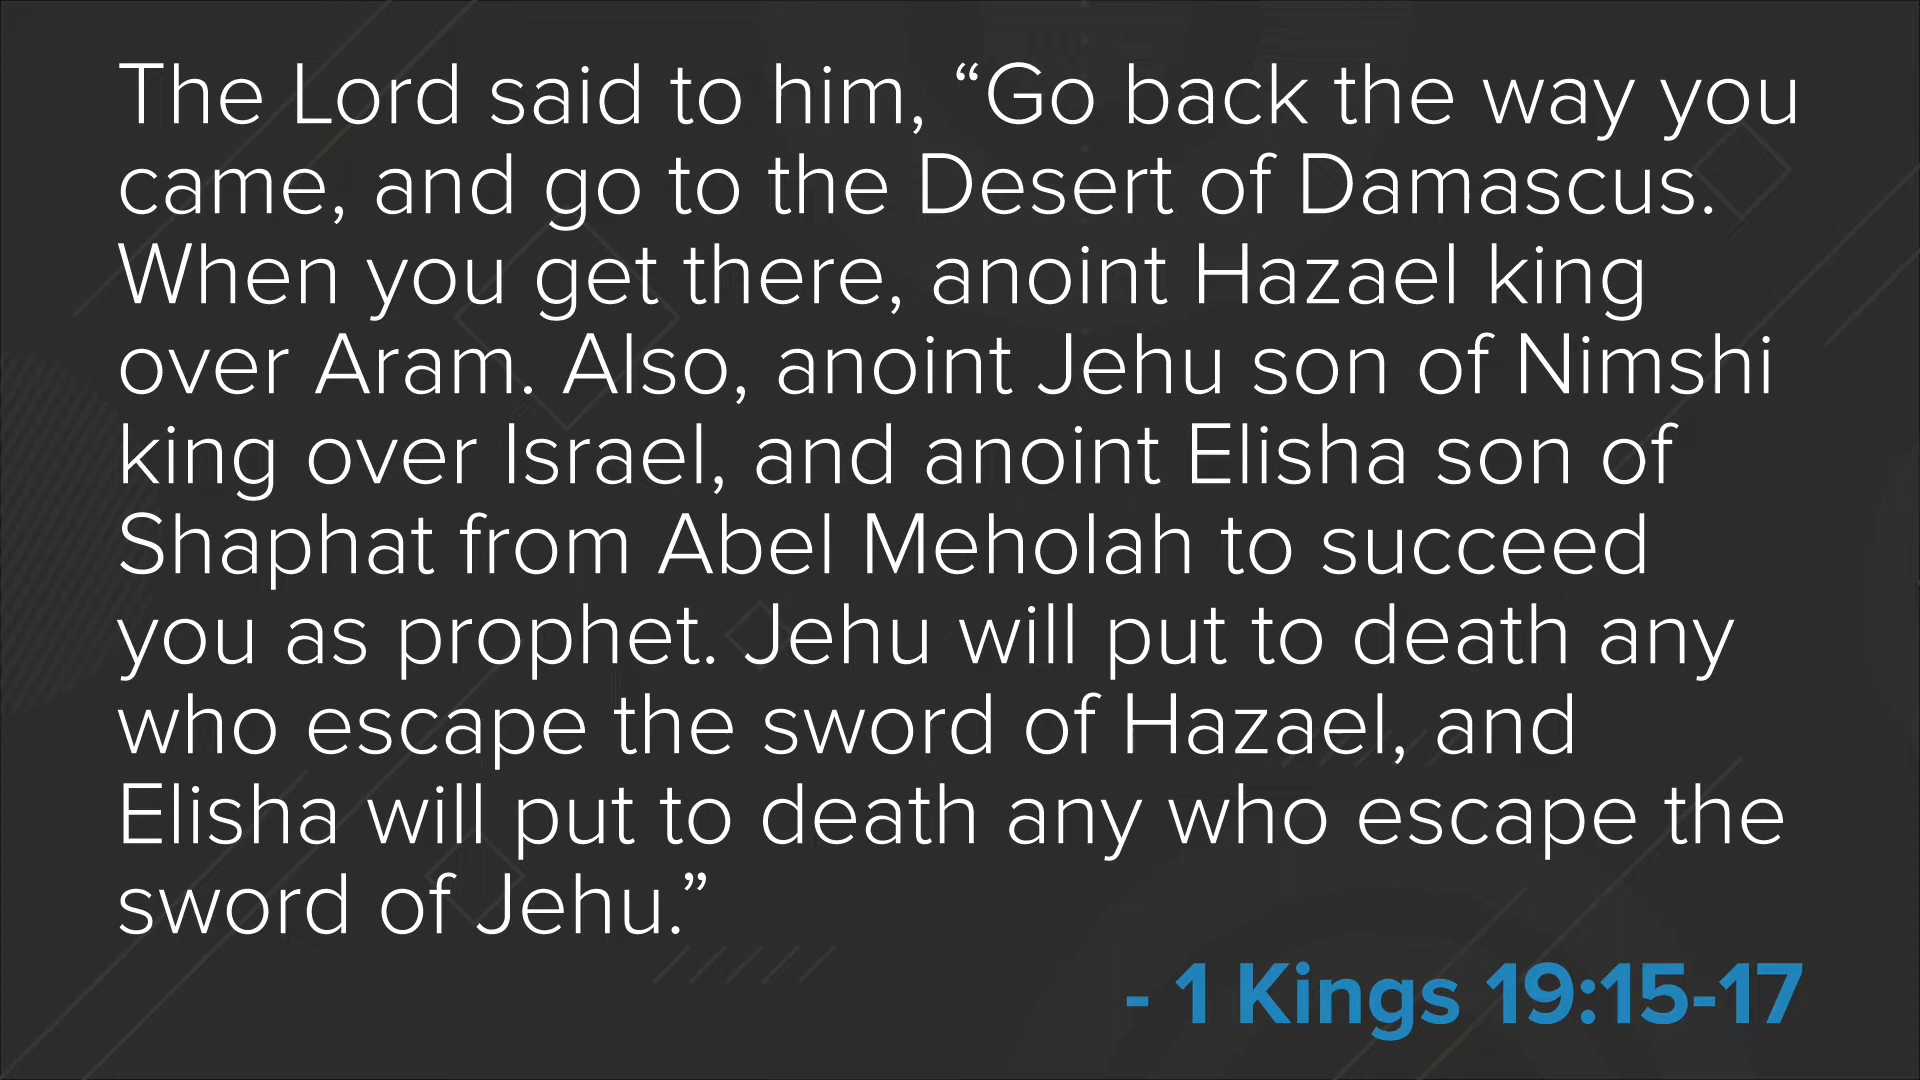 The Lord said to him, “Go back the way you
came, and go to the Desert of Damascus.
When you get there, anoint Hazael king
over Aram. Also, anoint Jehu son of Nimshi
king over Israel, and anoint Elisha son of
Shaphat from Abel Meholah to succeed
you as prophet. Jehu will put to death any
who escape the sword of Hazael, and
Elisha will put to death any who escape the
sword of Jehu.”
- 1 Kings 19:15-17